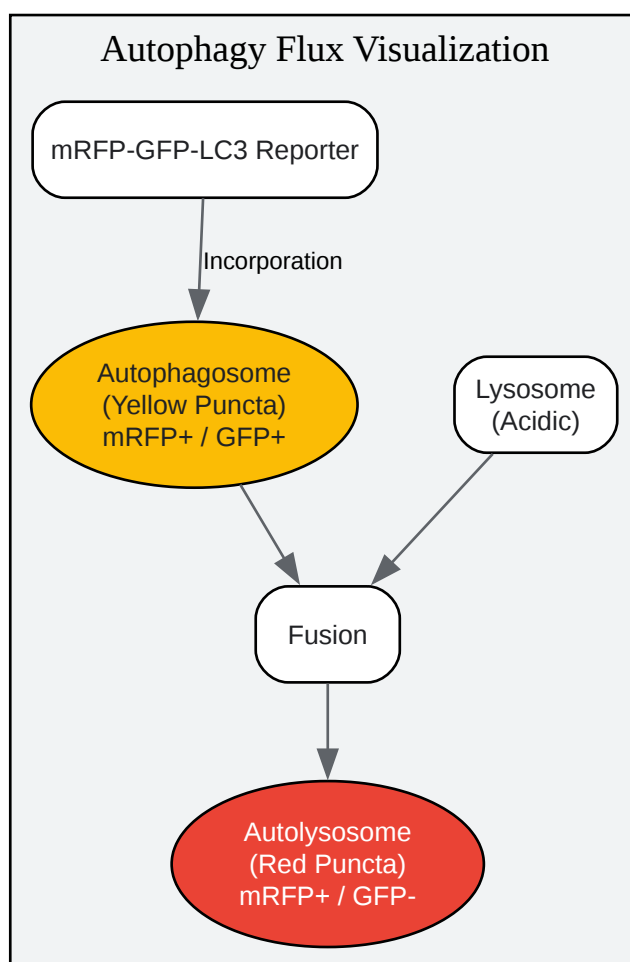 Autophagy Flux Visualization
mRFP-GFP-LC3 Reporter
Incorporation
Autophagosome
(Yellow Puncta)
mRFP+ / GFP+
Lysosome
(Acidic)
Fusion
Autolysosome
(Red Puncta)
mRFP+ / GFP-